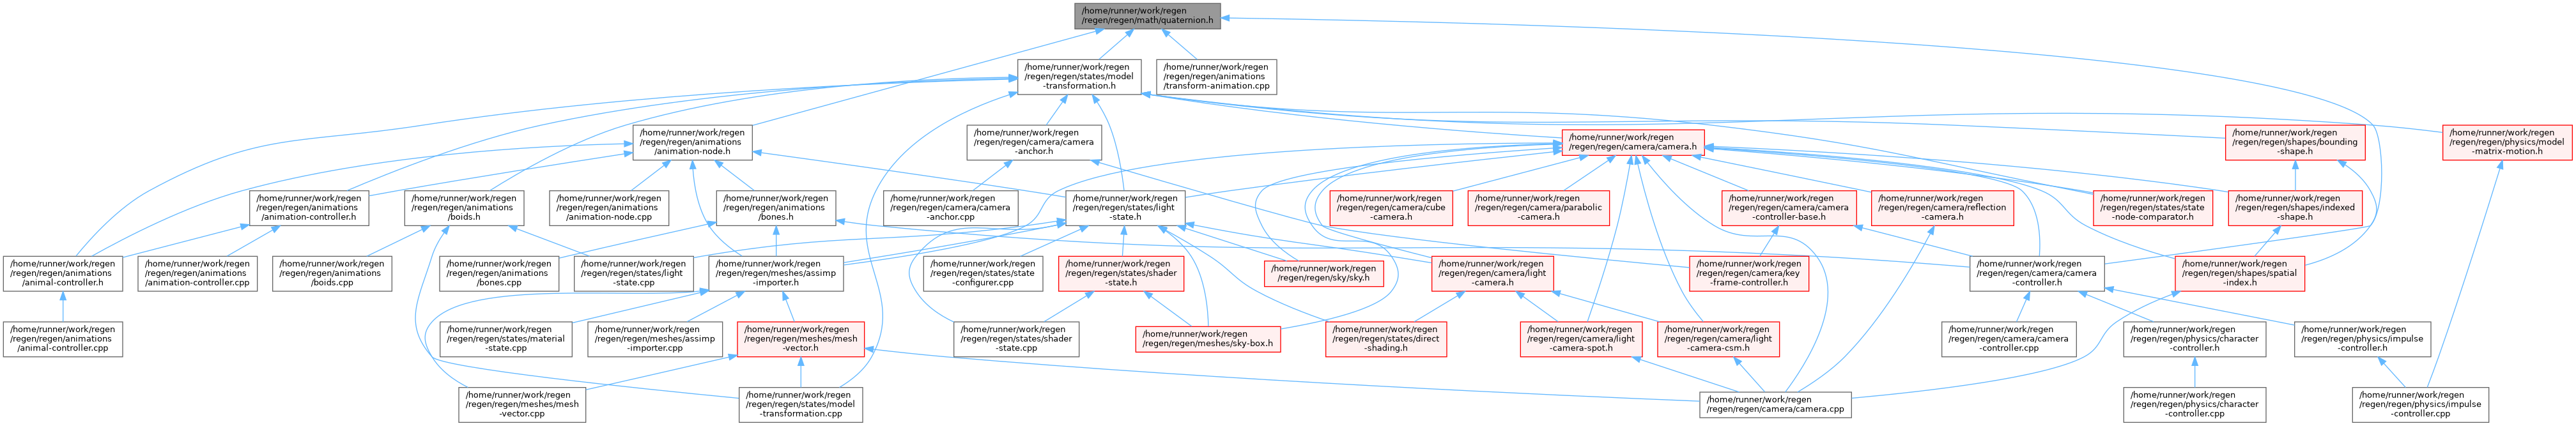 /home/runner/work/regen
/regen/regen/math/quaternion.h
/home/runner/work/regen
/regen/regen/states/model
-transformation.h
/home/runner/work/regen
/regen/regen/animations
/transform-animation.cpp
/home/runner/work/regen
/regen/regen/animations
/animation-node.h
/home/runner/work/regen
/regen/regen/camera/camera
-anchor.h
/home/runner/work/regen
/regen/regen/camera/camera.h
/home/runner/work/regen
/regen/regen/shapes/bounding
-shape.h
/home/runner/work/regen
/regen/regen/physics/model
-matrix-motion.h
/home/runner/work/regen
/regen/regen/animations
/animation-controller.h
/home/runner/work/regen
/regen/regen/animations
/boids.h
/home/runner/work/regen
/regen/regen/animations
/animation-node.cpp
/home/runner/work/regen
/regen/regen/animations
/bones.h
/home/runner/work/regen
/regen/regen/camera/camera
-anchor.cpp
/home/runner/work/regen
/regen/regen/states/light
-state.h
/home/runner/work/regen
/regen/regen/camera/cube
-camera.h
/home/runner/work/regen
/regen/regen/camera/parabolic
-camera.h
/home/runner/work/regen
/regen/regen/camera/camera
-controller-base.h
/home/runner/work/regen
/regen/regen/camera/reflection
-camera.h
/home/runner/work/regen
/regen/regen/states/state
-node-comparator.h
/home/runner/work/regen
/regen/regen/shapes/indexed
-shape.h
/home/runner/work/regen
/regen/regen/animations
/animal-controller.h
/home/runner/work/regen
/regen/regen/animations
/animation-controller.cpp
/home/runner/work/regen
/regen/regen/animations
/boids.cpp
/home/runner/work/regen
/regen/regen/animations
/bones.cpp
/home/runner/work/regen
/regen/regen/states/light
-state.cpp
/home/runner/work/regen
/regen/regen/meshes/assimp
-importer.h
/home/runner/work/regen
/regen/regen/states/state
-configurer.cpp
/home/runner/work/regen
/regen/regen/states/shader
-state.h
/home/runner/work/regen
/regen/regen/sky/sky.h
/home/runner/work/regen
/regen/regen/camera/light
-camera.h
/home/runner/work/regen
/regen/regen/camera/key
-frame-controller.h
/home/runner/work/regen
/regen/regen/camera/camera
-controller.h
/home/runner/work/regen
/regen/regen/shapes/spatial
-index.h
/home/runner/work/regen
/regen/regen/animations
/animal-controller.cpp
/home/runner/work/regen
/regen/regen/states/material
-state.cpp
/home/runner/work/regen
/regen/regen/meshes/assimp
-importer.cpp
/home/runner/work/regen
/regen/regen/meshes/mesh
-vector.h
/home/runner/work/regen
/regen/regen/states/shader
-state.cpp
/home/runner/work/regen
/regen/regen/meshes/sky-box.h
/home/runner/work/regen
/regen/regen/states/direct
-shading.h
/home/runner/work/regen
/regen/regen/camera/light
-camera-spot.h
/home/runner/work/regen
/regen/regen/camera/light
-camera-csm.h
/home/runner/work/regen
/regen/regen/camera/camera
-controller.cpp
/home/runner/work/regen
/regen/regen/physics/character
-controller.h
/home/runner/work/regen
/regen/regen/physics/impulse
-controller.h
/home/runner/work/regen
/regen/regen/meshes/mesh
-vector.cpp
/home/runner/work/regen
/regen/regen/states/model
-transformation.cpp
/home/runner/work/regen
/regen/regen/camera/camera.cpp
/home/runner/work/regen
/regen/regen/physics/character
-controller.cpp
/home/runner/work/regen
/regen/regen/physics/impulse
-controller.cpp